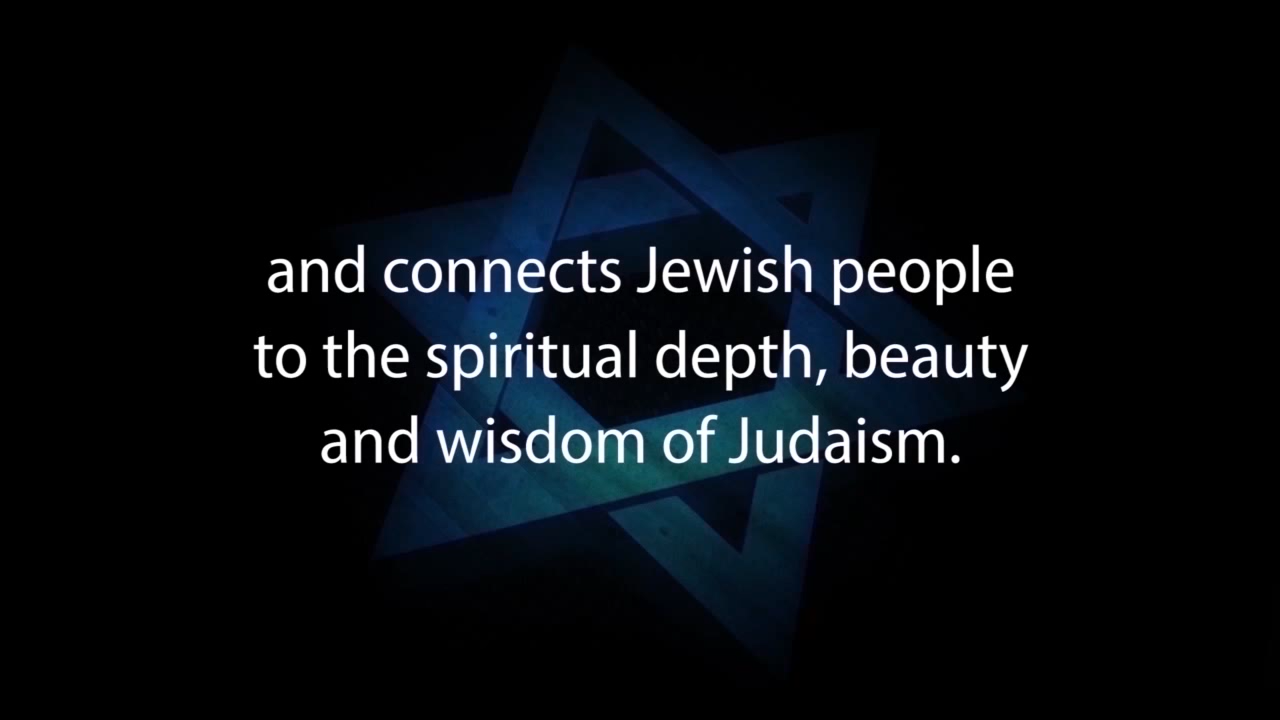 and connects Jewish people
to the spiritual depth, beauty
and wisdom of Judaism.